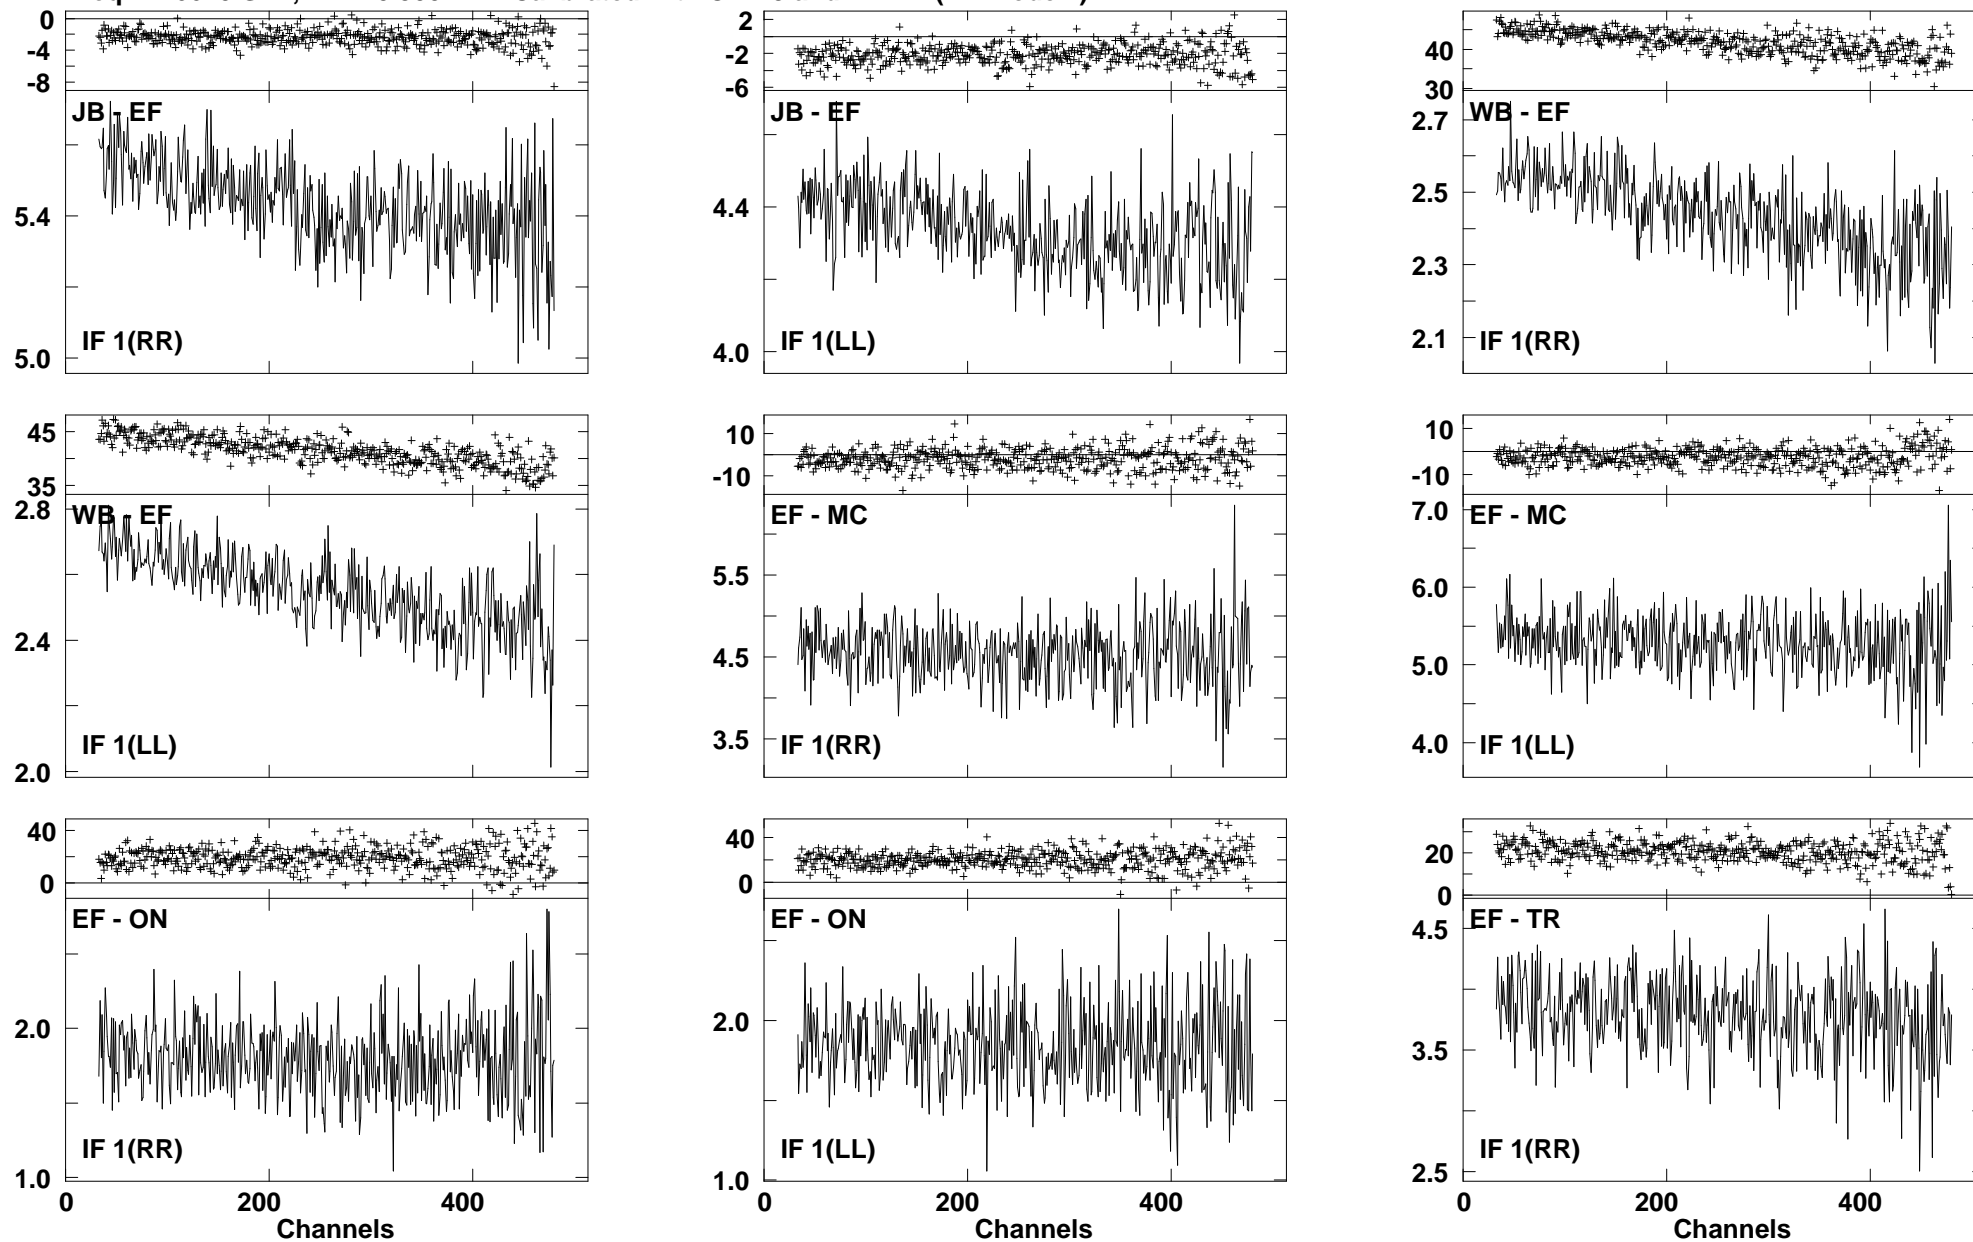 0
-4
-8
JB - EF
5.4
5.0
IF 1(RR)
2
-2
-6
JB - EF
4.4
4.0
IF 1(LL)
40
30
WB - EF
2.7
2.5
2.3
2.1
IF 1(RR)
45
35
WB - EF
2.8
2.4
2.0
IF 1(LL)
10
-10
EF - MC
5.5
4.5
3.5
IF 1(RR)
10
-10
EF - MC
7.0
6.0
5.0
4.0
IF 1(LL)
40
0
EF - ON
2.0
1.0
IF 1(RR)
0 200 400
Channels
40
0
EF - ON
2.0
1.0
IF 1(LL)
0 200 400
Channels
20
0
EF - TR
4.5
3.5
2.5
IF 1(RR)
0 200 400
Channels